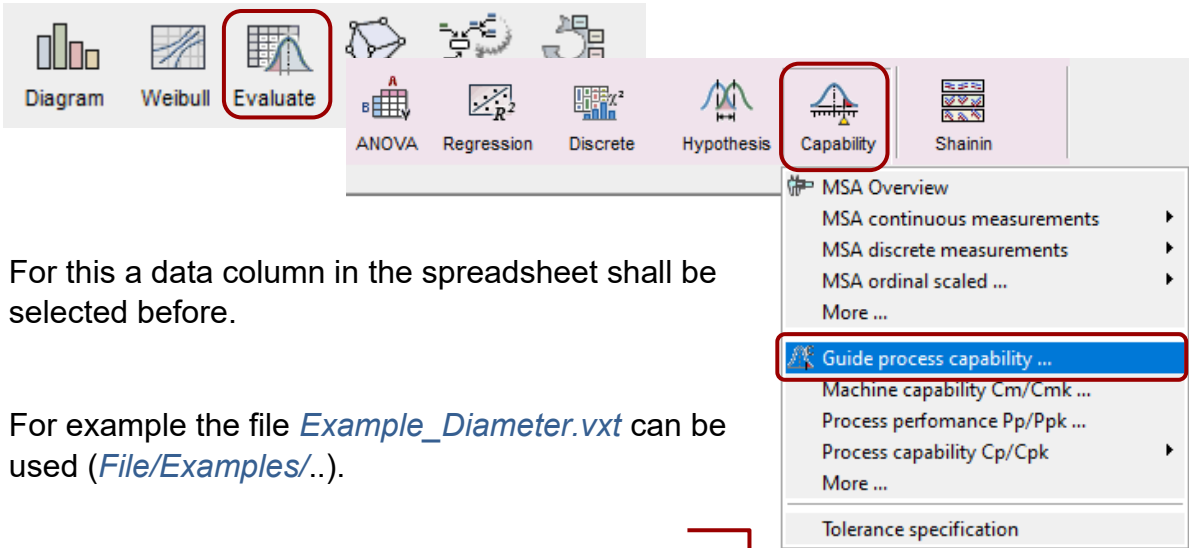 Diagram Weibull Evaluate
A
B
R²
χ²
ANOVA Regression Discrete Hypothesis Capability Shainin
MSA Overview
MSA continuous measurements
MSA discrete measurements
MSA ordinal scaled ...
More ...
Guide process capability ...
Machine capability Cm/Cmk ...
Process perfomance Pp/Ppk ...
Process capability Cp/Cpk
More ...
Tolerance specification
For this a data column in the spreadsheet shall be
selected before.
For example the file Example_Diameter.vxt can be
used (File/Examples/..).